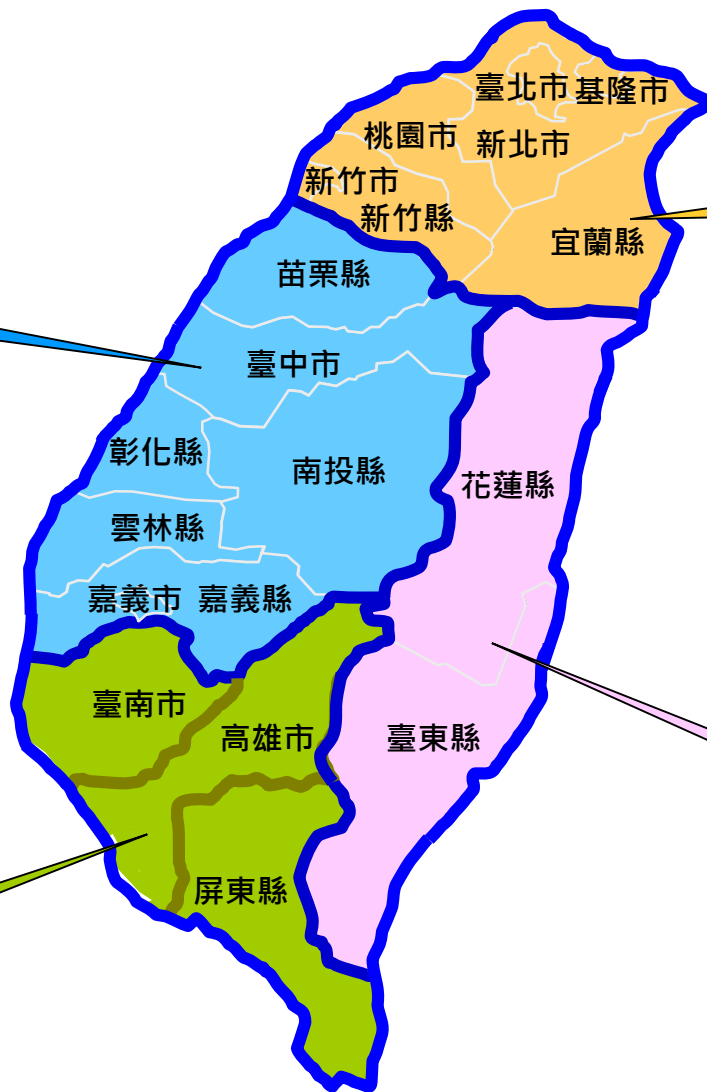 臺北市
基隆市
桃園市
新北市
新竹市
新竹縣
宜蘭縣
苗栗縣
臺中市
彰化縣
南投縣
花蓮縣
雲林縣
嘉義市
嘉義縣
臺南市
高雄市
臺東縣
屏東縣